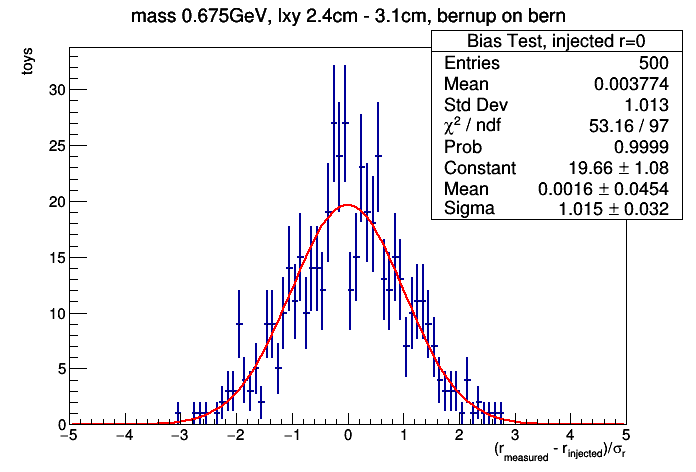 mass 0.675GeV, lxy 2.4cm - 3.1cm, bernup on bern
toys
Bias Test, injected r=0
Entries 500
Mean 0.003774
Std Dev 1.013
χ² / ndf 53.16 / 97
Prob 0.9999
Constant 19.66 ± 1.08
Mean 0.0016 ± 0.0454
Sigma 1.015 ± 0.032
30
25
20
15
10
5
0
−5 −4 −3 −2 −1 0 1 2 3 4 5
(r_measured - r_injected)/σ_r